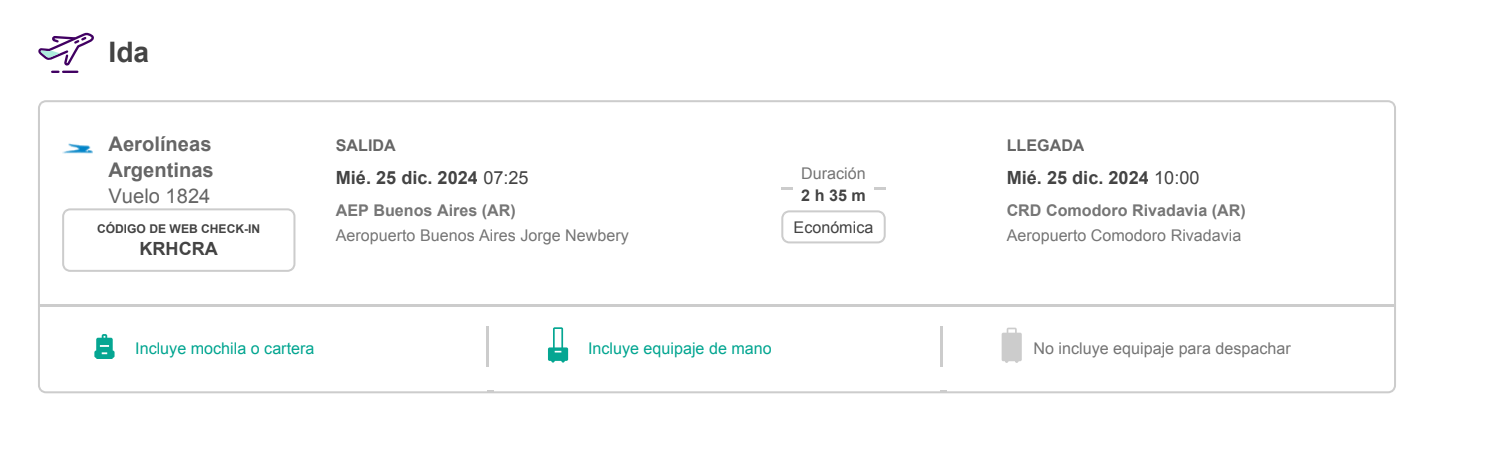 Ida
Aerolíneas
Argentinas
Vuelo 1824
CÓDIGO DE WEB CHECK-IN
KRHCRA
SALIDA
Mié. 25 dic. 2024 07:25
AEP Buenos Aires (AR)
Aeropuerto Buenos Aires Jorge Newbery
Duración
2 h 35 m
Económica
LLEGADA
Mié. 25 dic. 2024 10:00
CRD Comodoro Rivadavia (AR)
Aeropuerto Comodoro Rivadavia
Incluye mochila o cartera
Incluye equipaje de mano
No incluye equipaje para despachar